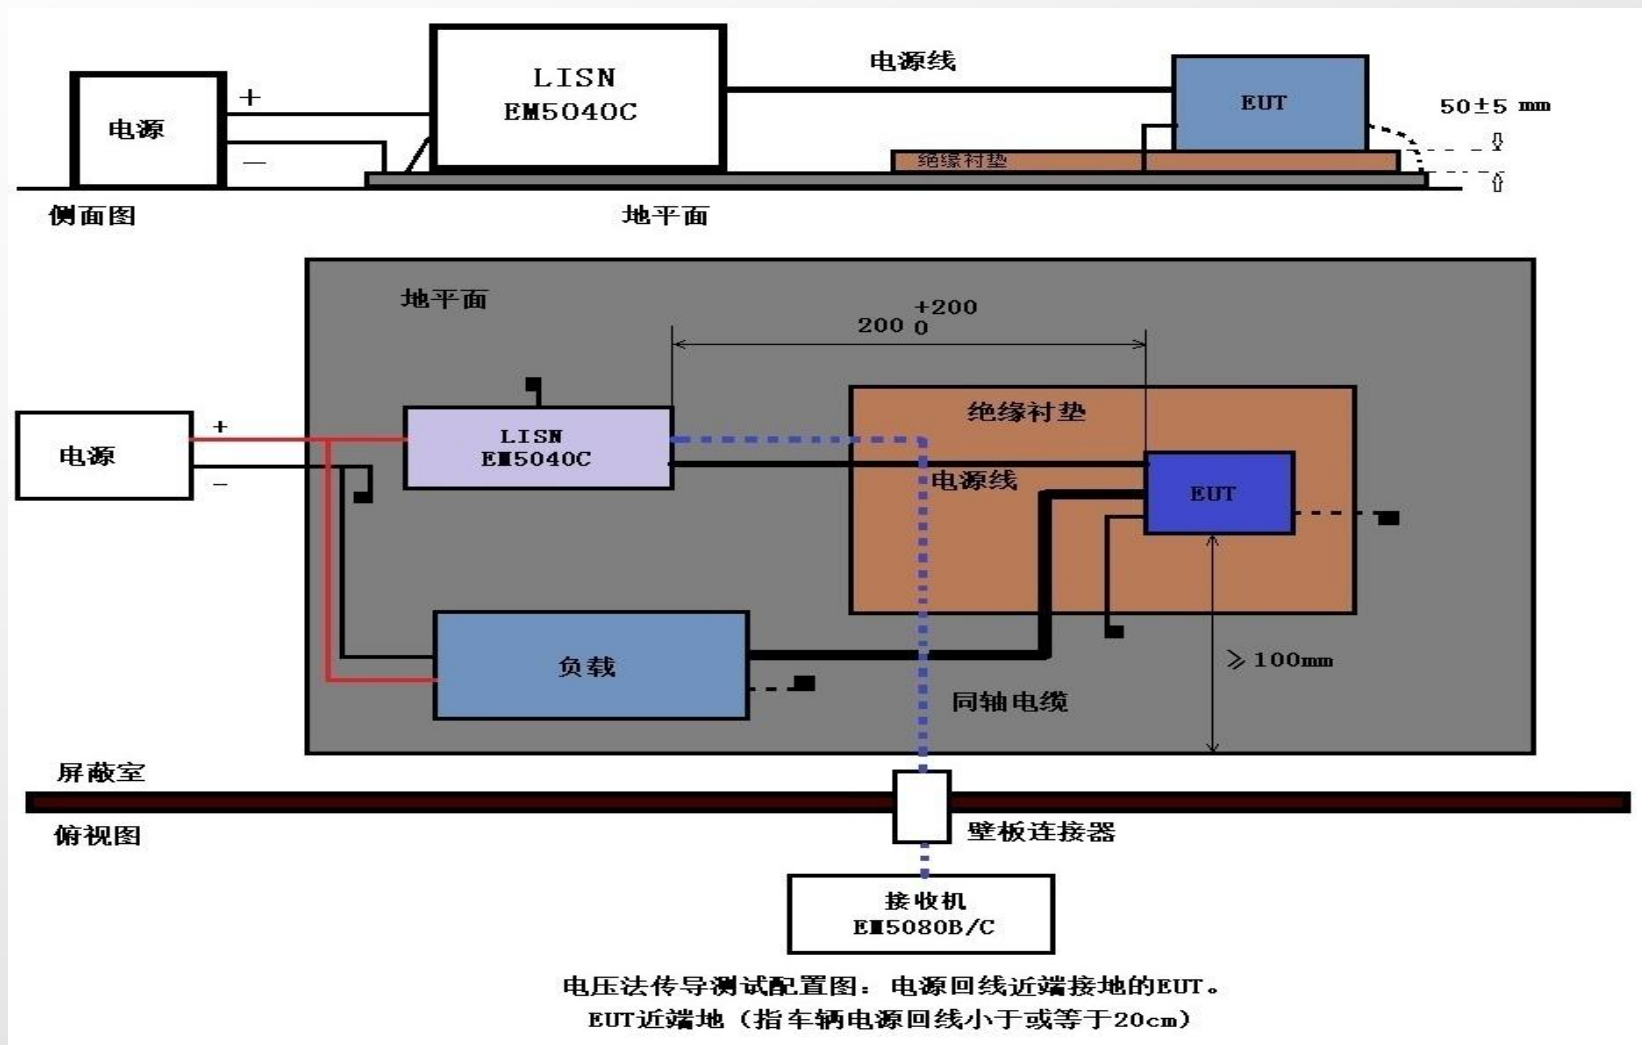 电源
+
—
LISN
EM5040C
电源线
EUT
50±5 mm
绝缘衬垫
侧面图
地平面
地平面
+200
200 0
电源
+
-
LISN
EM5040C
绝缘衬垫
电源线
EUT
负载
≥100mm
同轴电缆
屏蔽室
俯视图
壁板连接器
接收机
EM5080B/C
电压法传导测试配置图：电源回线近端接地的EUT。
EUT近端地（指车辆电源回线小于或等于20cm）